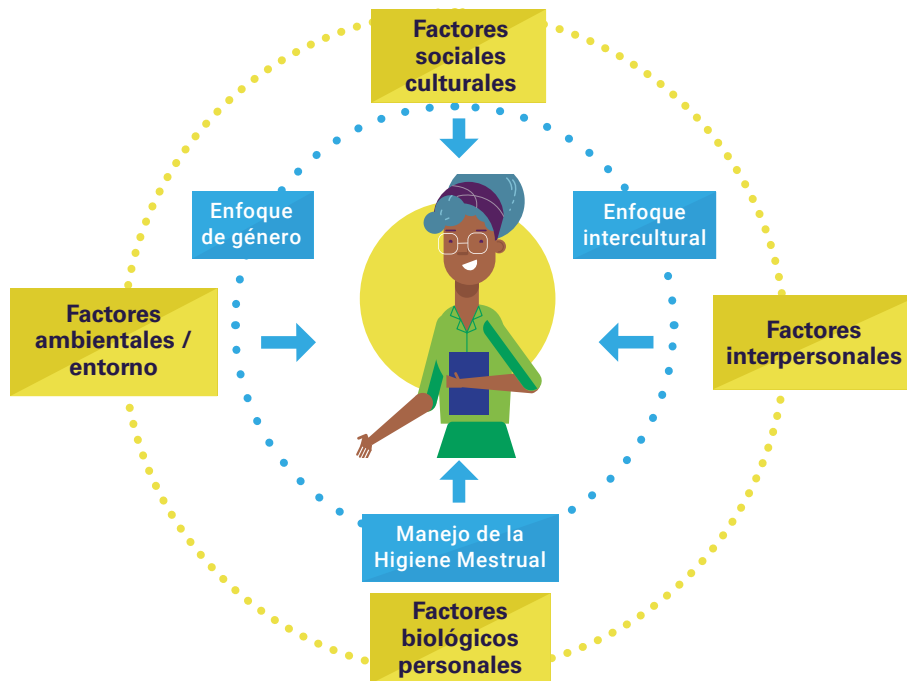 Factores
sociales
culturales
Enfoque
de género
Enfoque
intercultural
Factores
ambientales /
entorno
Factores
interpersonales
Manejo de la
Higiene Mestrual
Factores
biológicos
personales